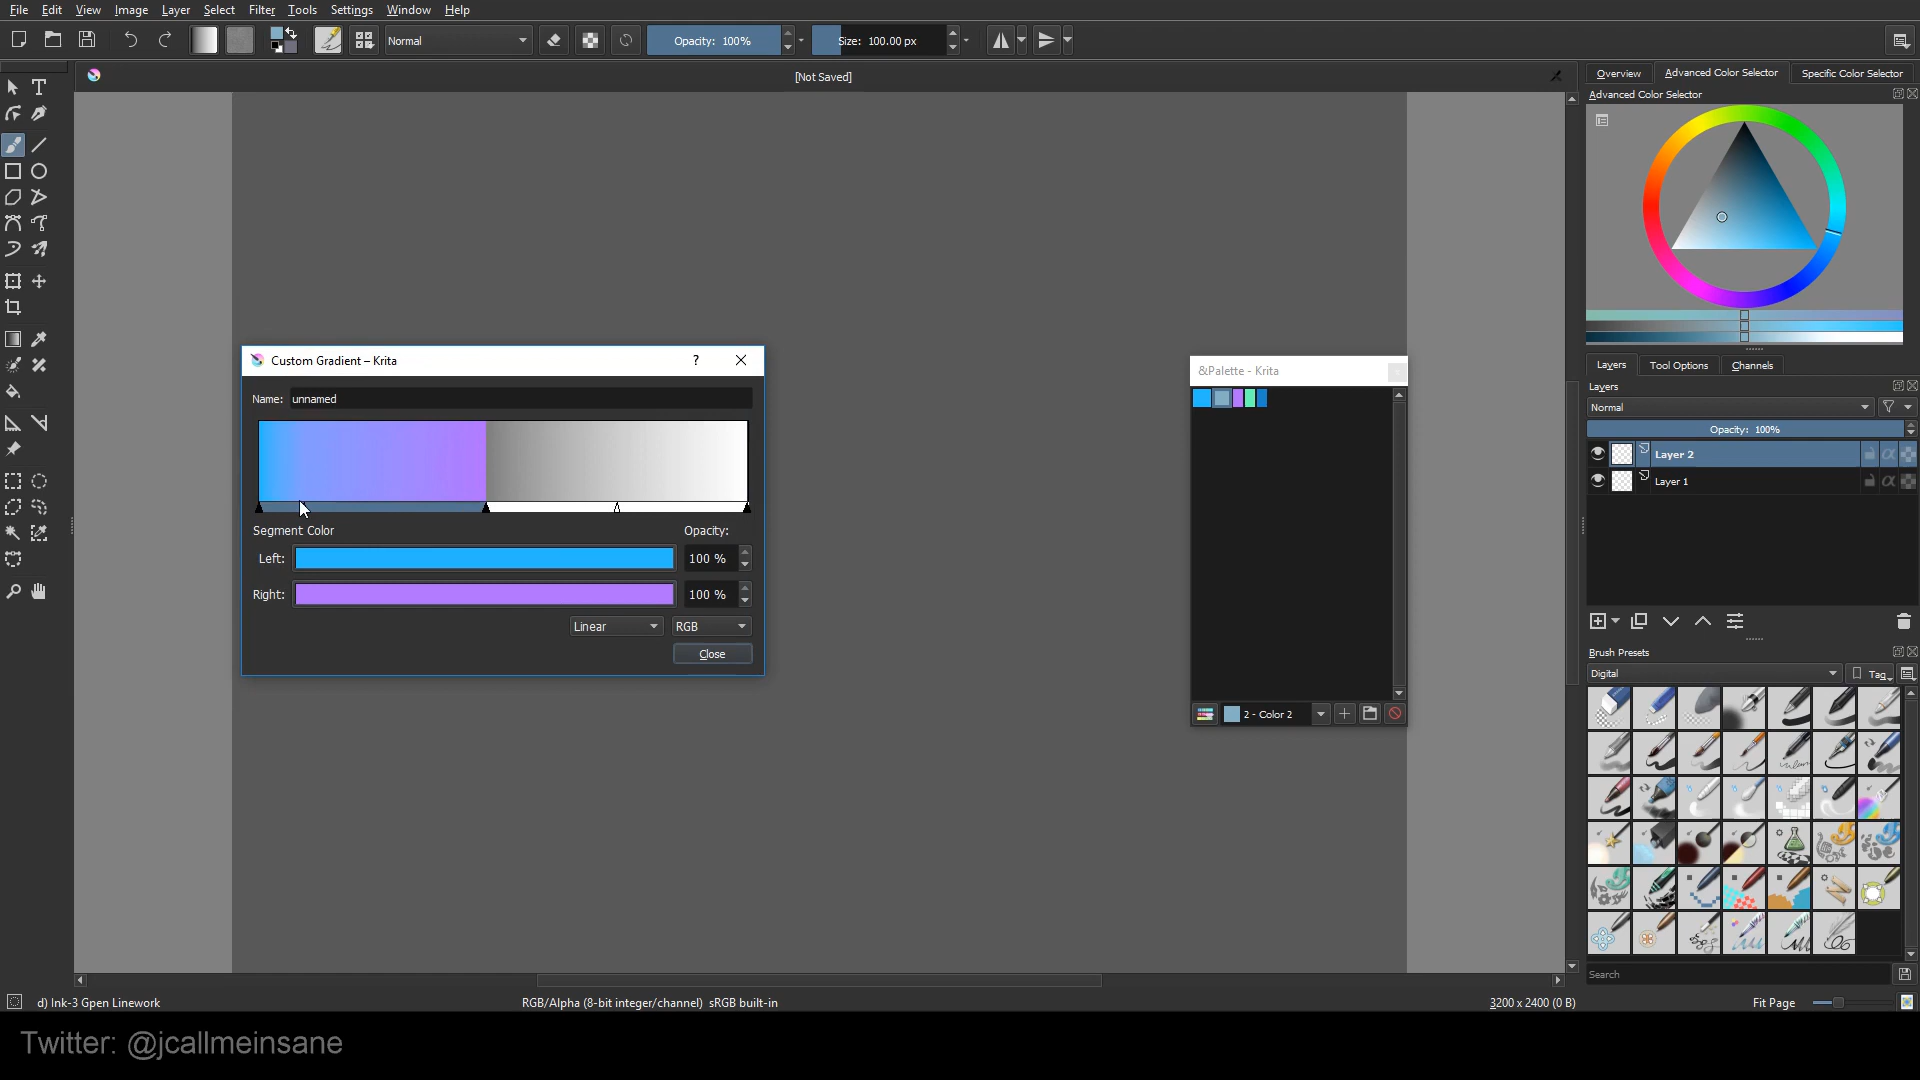 File Edit View Image Layer Select Filter Tools Settings Window Help
Normal
Opacity: 100%
Size: 100.00 px
[Not Saved]
Overview
Advanced Color Selector
Specific Color Selector
Advanced Color Selector
Custom Gradient – Krita
?
Name: unnamed
Segment Color
Opacity:
Left:
100 %
Right:
100 %
Linear
RGB
Close
&Palette - Krita
2 - Color 2
Layers
Tool Options
Channels
Layers
Normal
Opacity: 100%
Layer 2
Layer 1
Brush Presets
Digital
Tag
Search
d) Ink-3 Gpen Linework
RGB/Alpha (8-bit integer/channel) sRGB built-in
3200 x 2400 (0 B)
Fit Page
Twitter: @jcallmeinsane